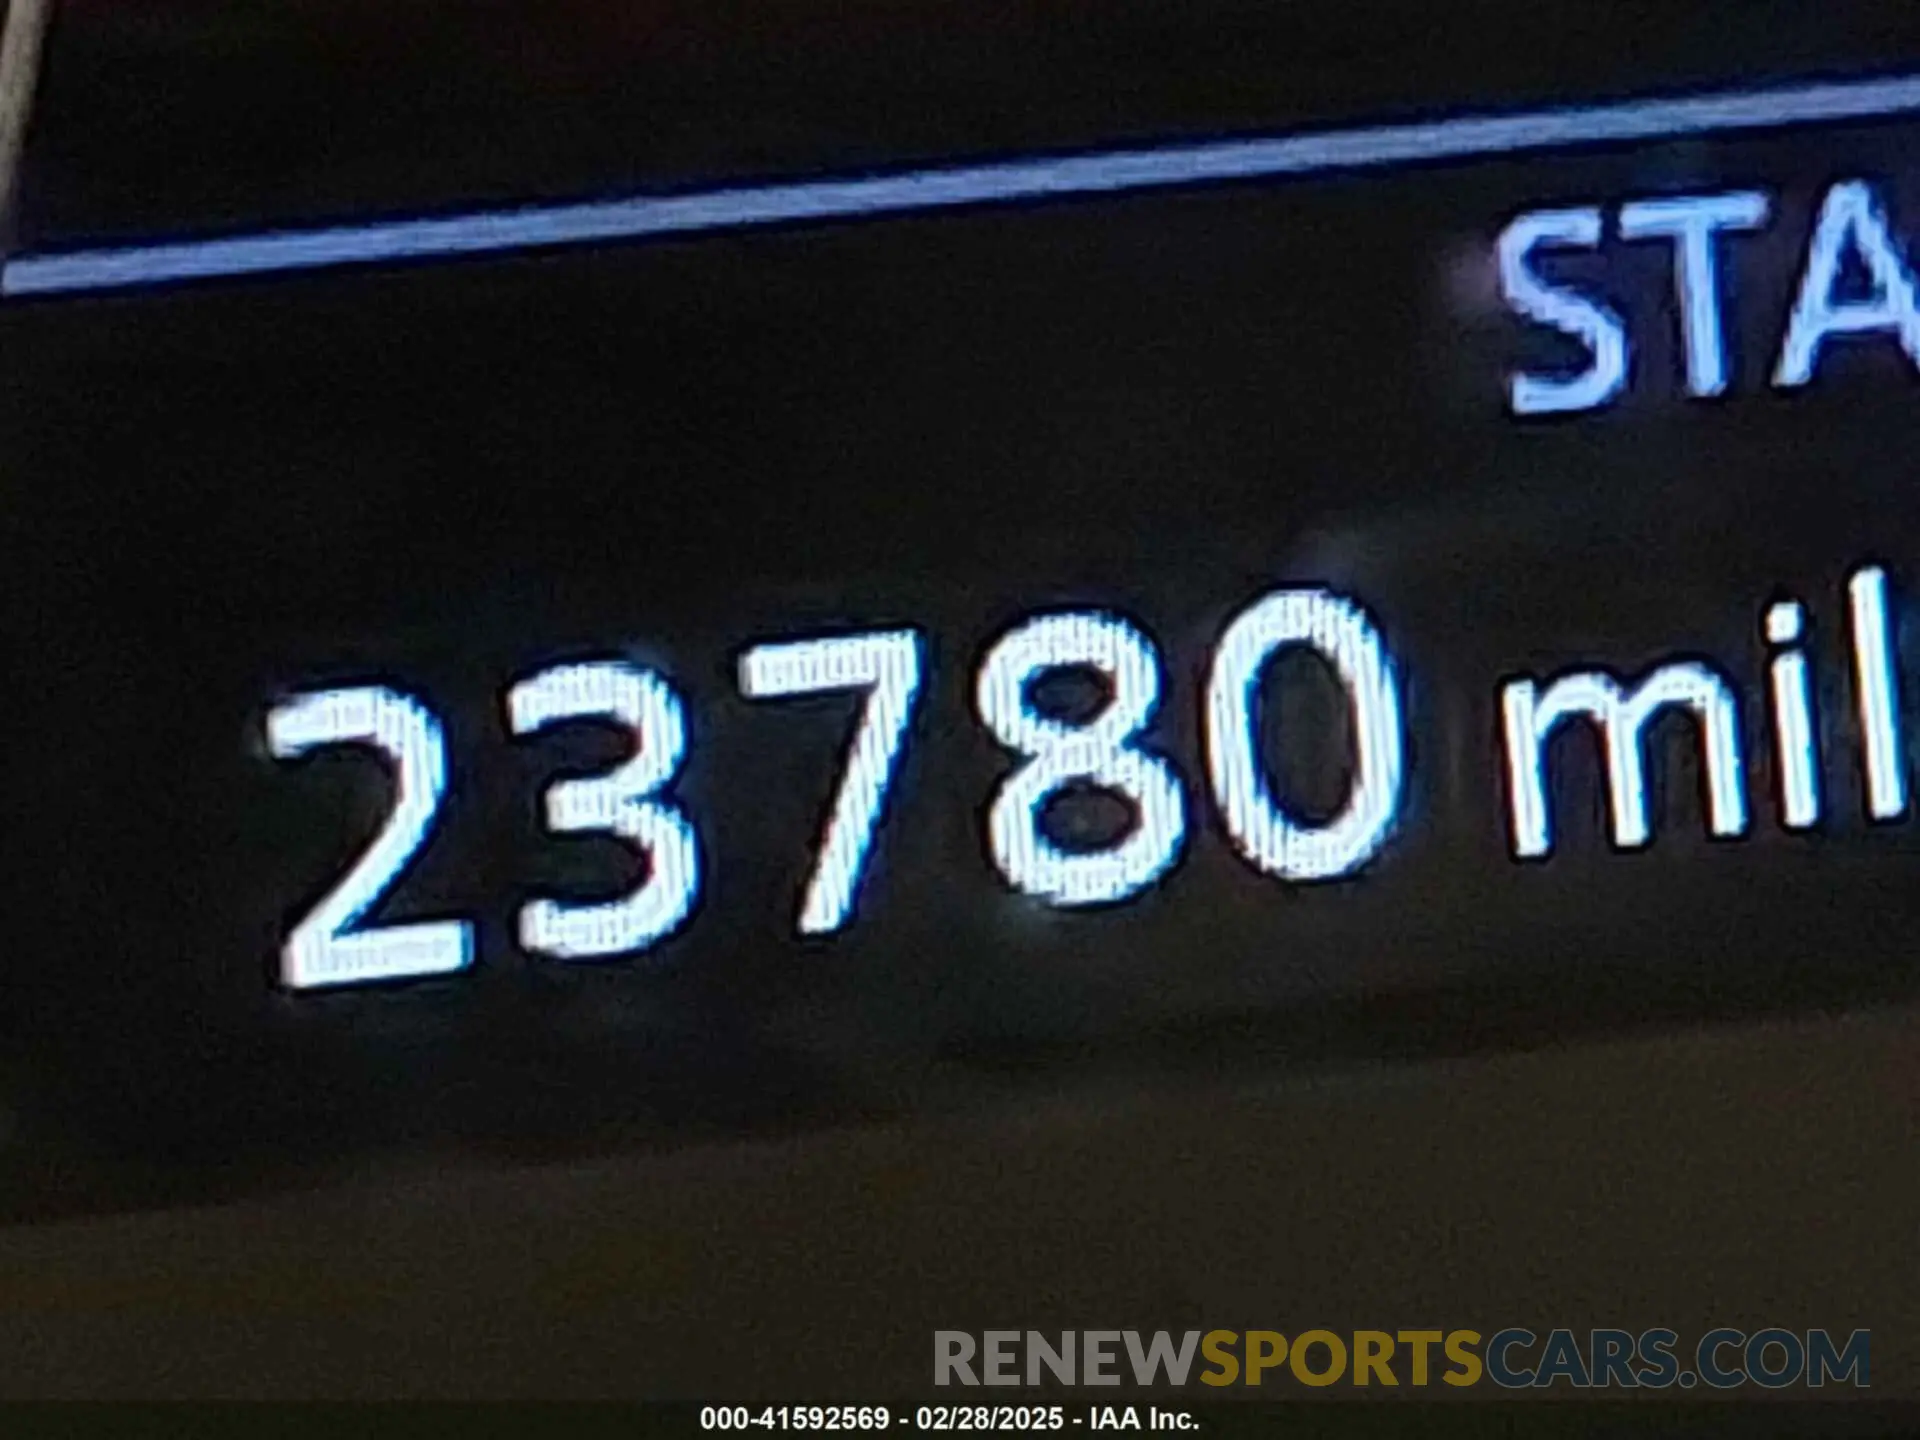 STA
23780 mil
RENEWSPORTSCARS.COM
000-41592569 - 02/28/2025 - IAA Inc.